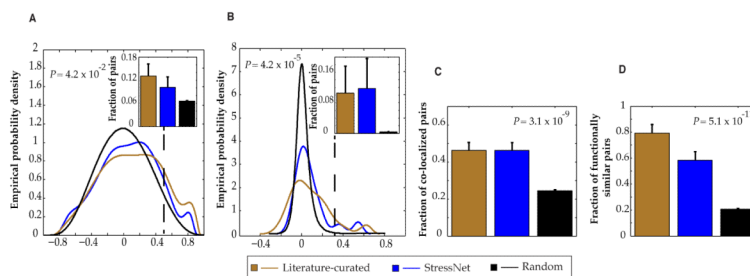 A
Empirical probability density
2
1.8
1.6
1.4
1.2
1
0.8
0.6
0.4
0.2
0
−0.8 −0.4 0 0.4 0.8
P = 4.2 x 10-2
Fraction of pairs
0.18
0.12
0.06
0
B
Empirical probability density
8
7
6
5
4
3
2
1
0
−0.4 0 0.4 0.8
P = 4.2 x 10-5
Fraction of pairs
0.16
0.08
0
C
Fraction of co-localized pairs
0.6
0.4
0.2
0
P = 3.1 x 10-9
D
Fraction of functionally
similar pairs
1
0.8
0.6
0.4
0.2
0
Literature-curated StressNet Random